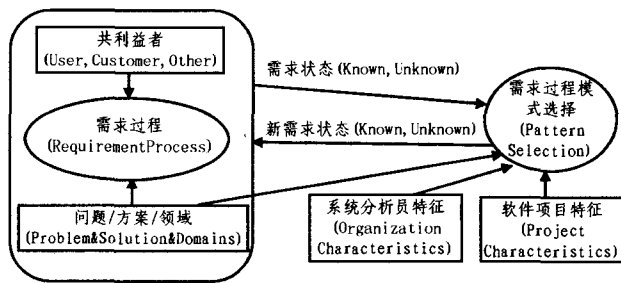 共利益者
(User, Customer, Other)
需求过程
(RequirementProcess)
问题/方案/领域
(Problem&Solution&Domains)
需求状态(Known, Unknown)
新需求状态(Known, Unknown)
需求过程模
式选择
(Pattern
Selection)
系统分析员特征
(Organization
Characteristics)
软件项目特征
(Project
Characteristics)